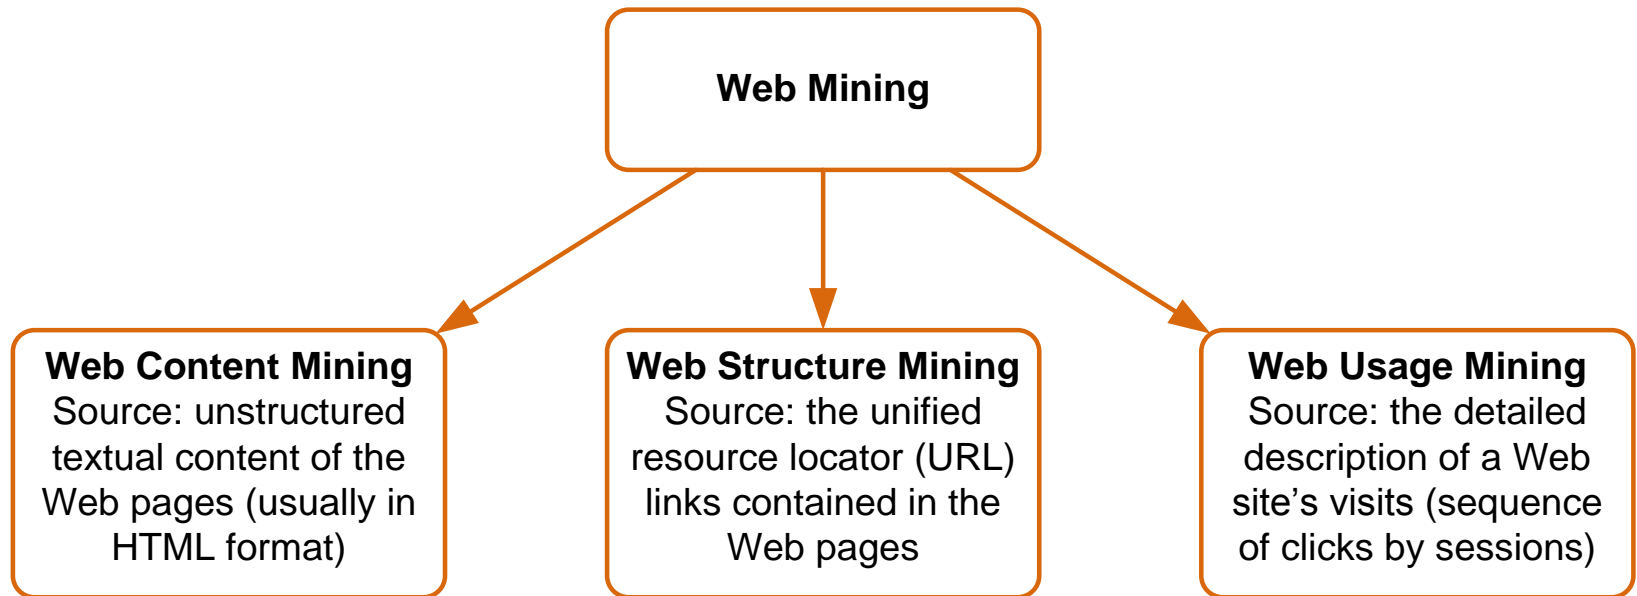 Web Mining
Web Content Mining
Source: unstructured
textual content of the
Web pages (usually in
HTML format)
Web Structure Mining
Source: the unified
resource locator (URL)
links contained in the
Web pages
Web Usage Mining
Source: the detailed
description of a Web
site’s visits (sequence
of clicks by sessions)